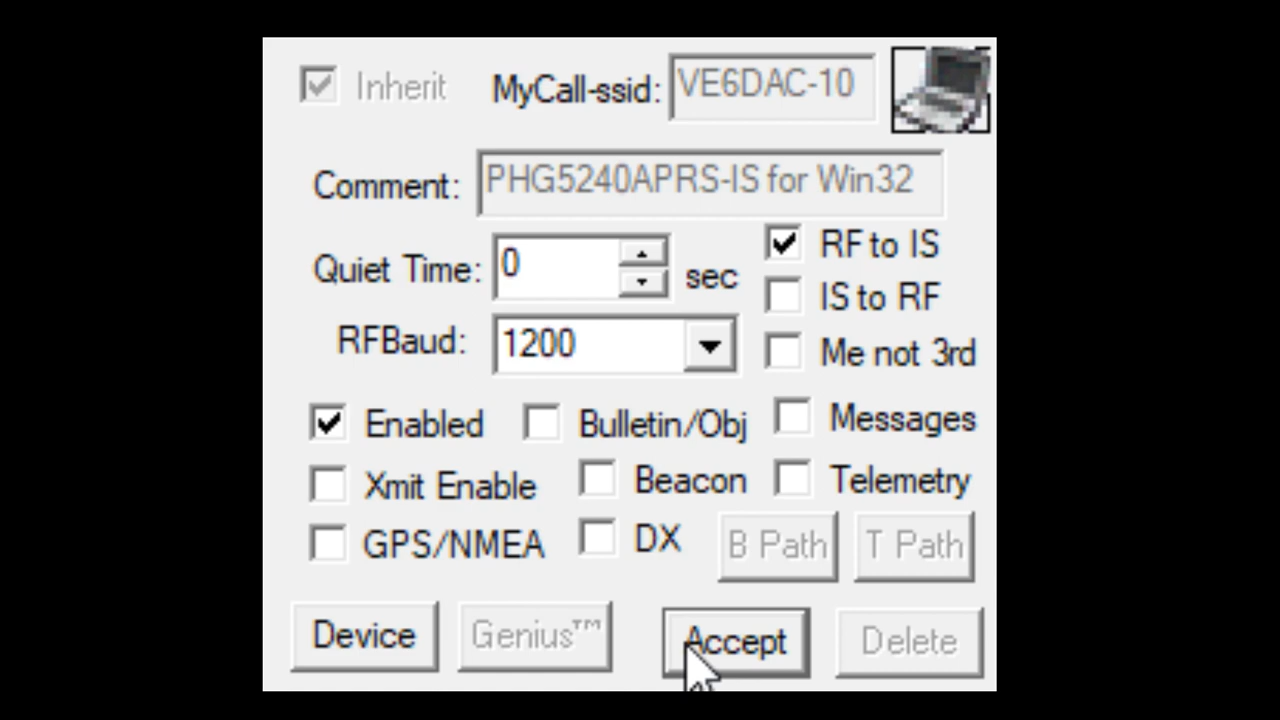 Inherit MyCall-ssid: VE6DAC-10
Comment: PHG5240APRS-IS for Win32
Quiet Time: 0 sec RF to IS
IS to RF
RFBaud: 1200 Me not 3rd
Enabled Bulletin/Obj Messages
Xmit Enable Beacon Telemetry
GPS/NMEA DX B Path T Path
Device Genius™ Accept Delete